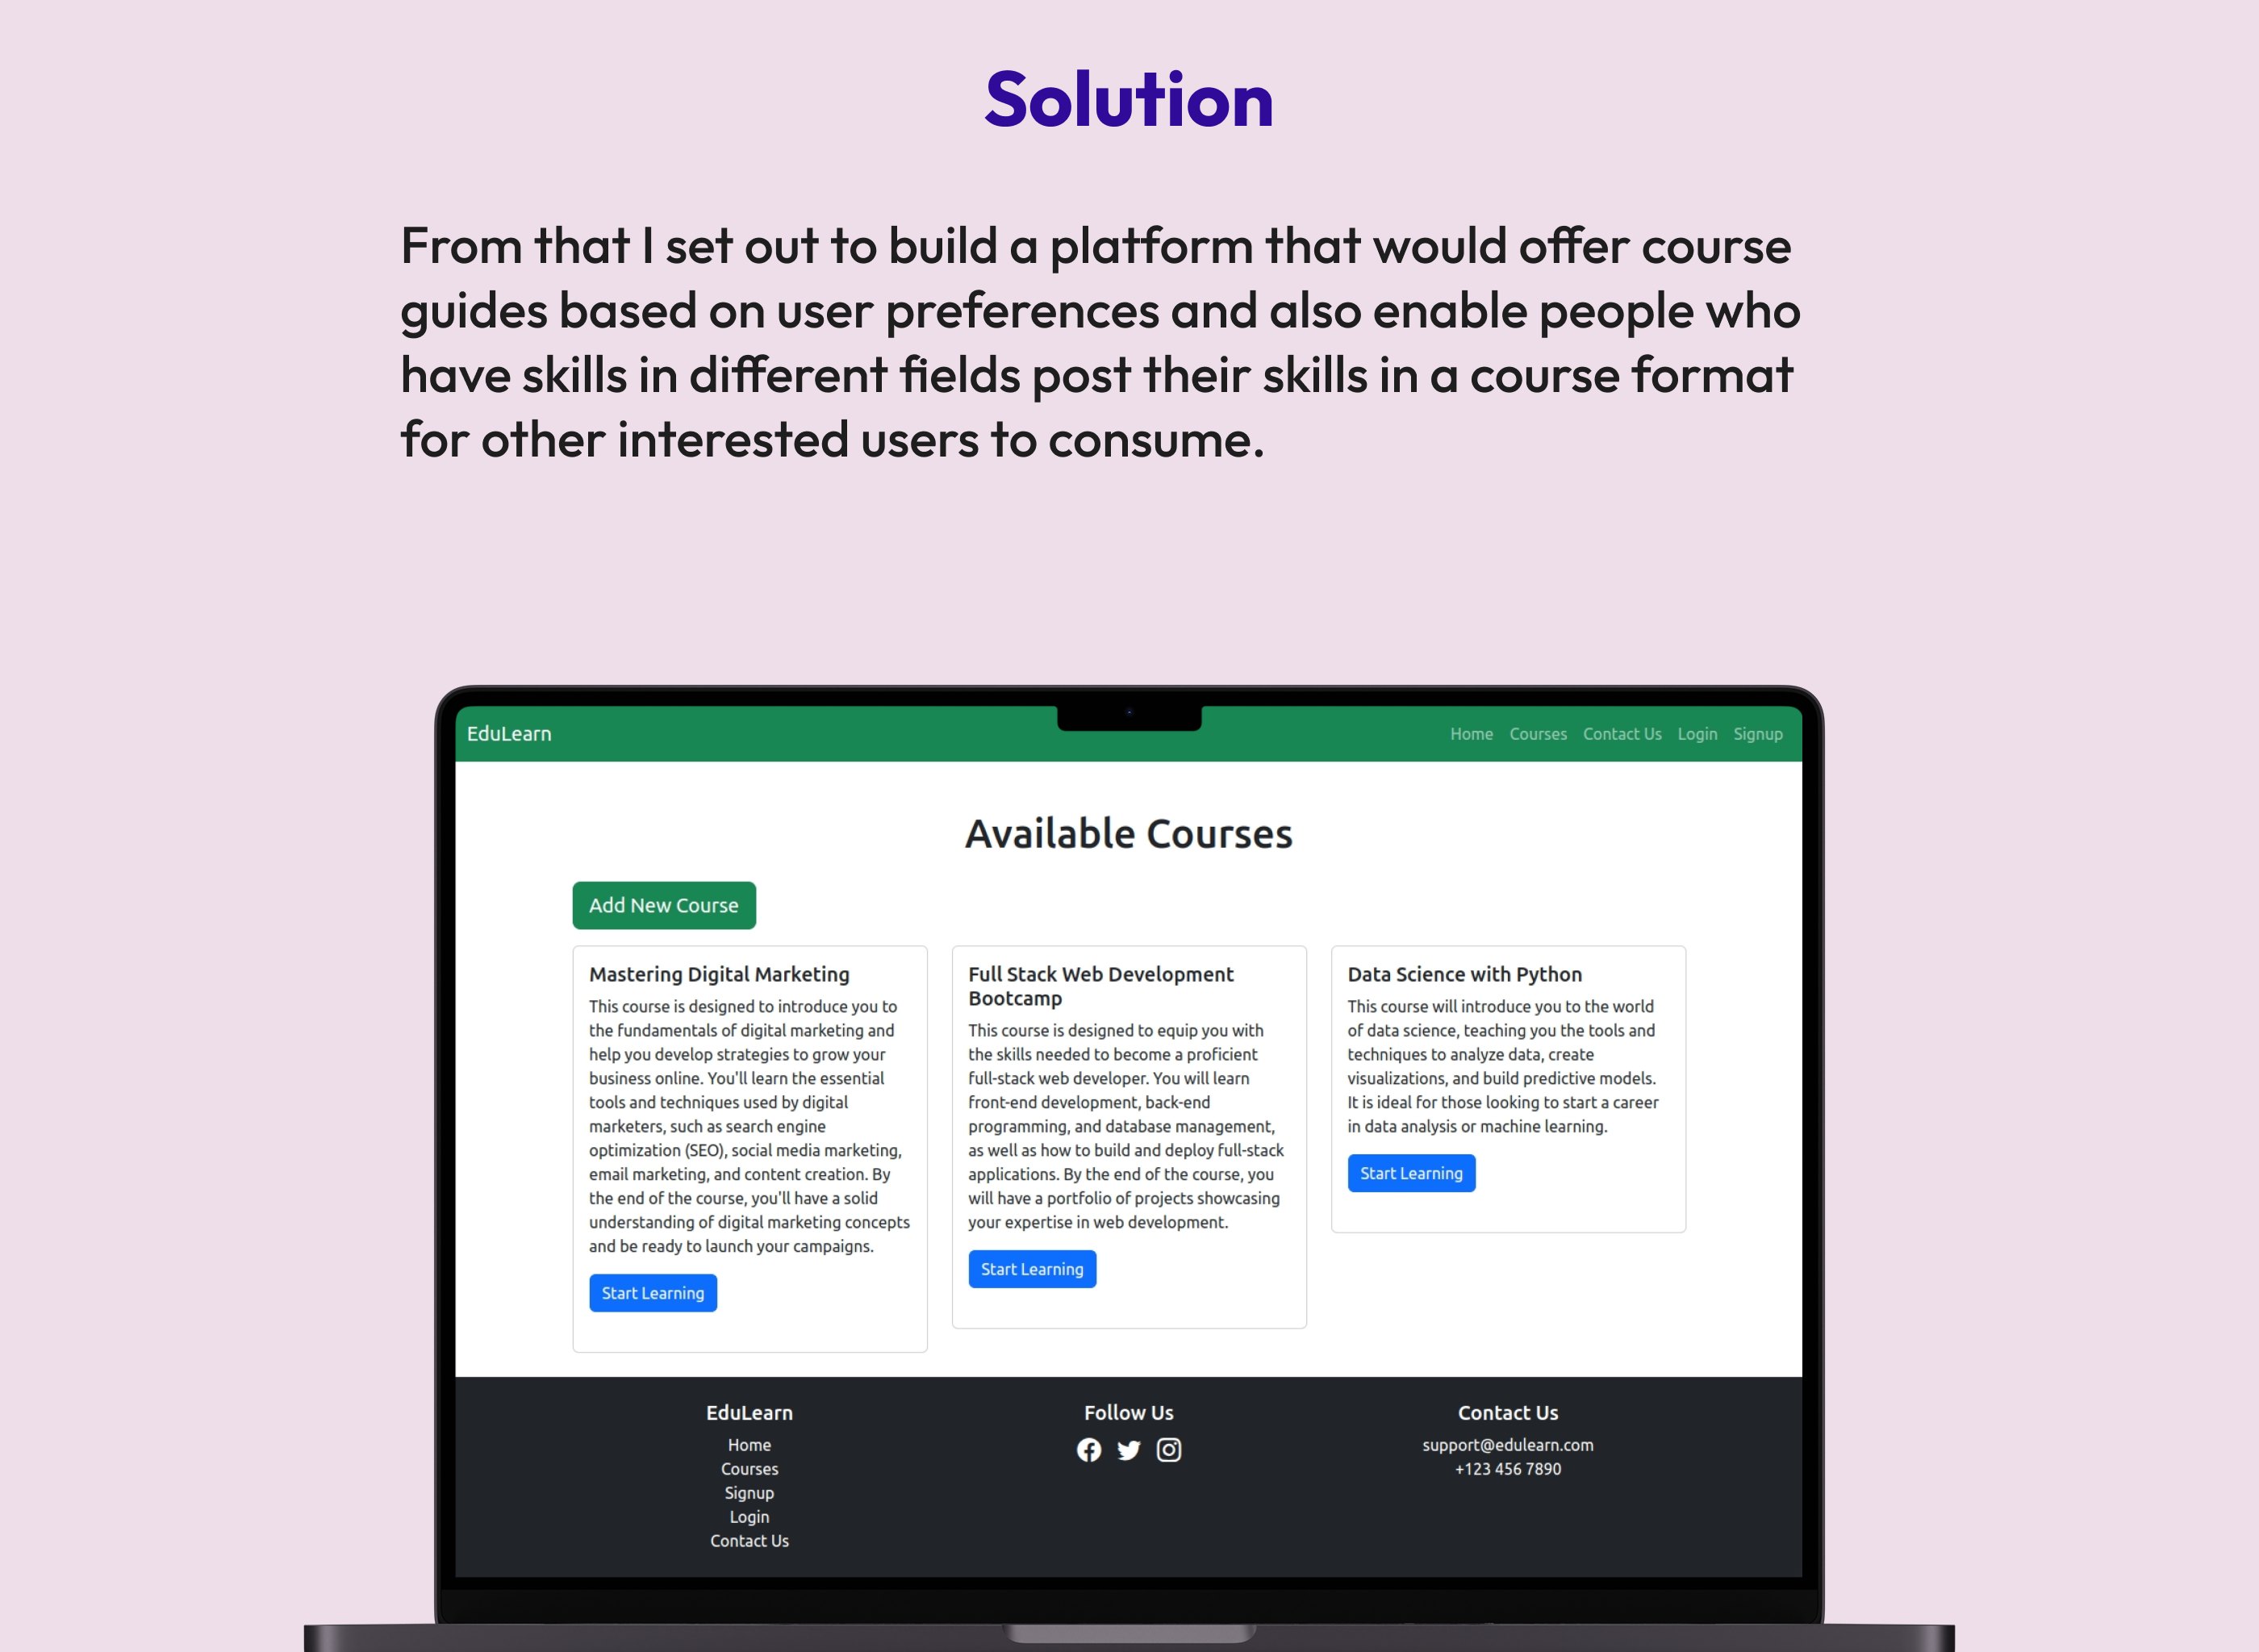 Solution
From that I set out to build a platform that would offer course
guides based on user preferences and also enable people who
have skills in different fields post their skills in a course format
for other interested users to consume.
EduLearn
Home Courses Contact Us Login Signup
Available Courses
Add New Course
Mastering Digital Marketing
This course is designed to introduce you to
the fundamentals of digital marketing and
help you develop strategies to grow your
business online. You'll learn the essential
tools and techniques used by digital
marketers, such as search engine
optimization (SEO), social media marketing,
email marketing, and content creation. By
the end of the course, you'll have a solid
understanding of digital marketing concepts
and be ready to launch your campaigns.
Start Learning
Full Stack Web Development
Bootcamp
This course is designed to equip you with
the skills needed to become a proficient
full-stack web developer. You will learn
front-end development, back-end
programming, and database management,
as well as how to build and deploy full-stack
applications. By the end of the course, you
will have a portfolio of projects showcasing
your expertise in web development.
Start Learning
Data Science with Python
This course will introduce you to the world
of data science, teaching you the tools and
techniques to analyze data, create
visualizations, and build predictive models.
It is ideal for those looking to start a career
in data analysis or machine learning.
Start Learning
EduLearn
Home
Courses
Signup
Login
Contact Us
Follow Us
Contact Us
support@edulearn.com
+123 456 7890